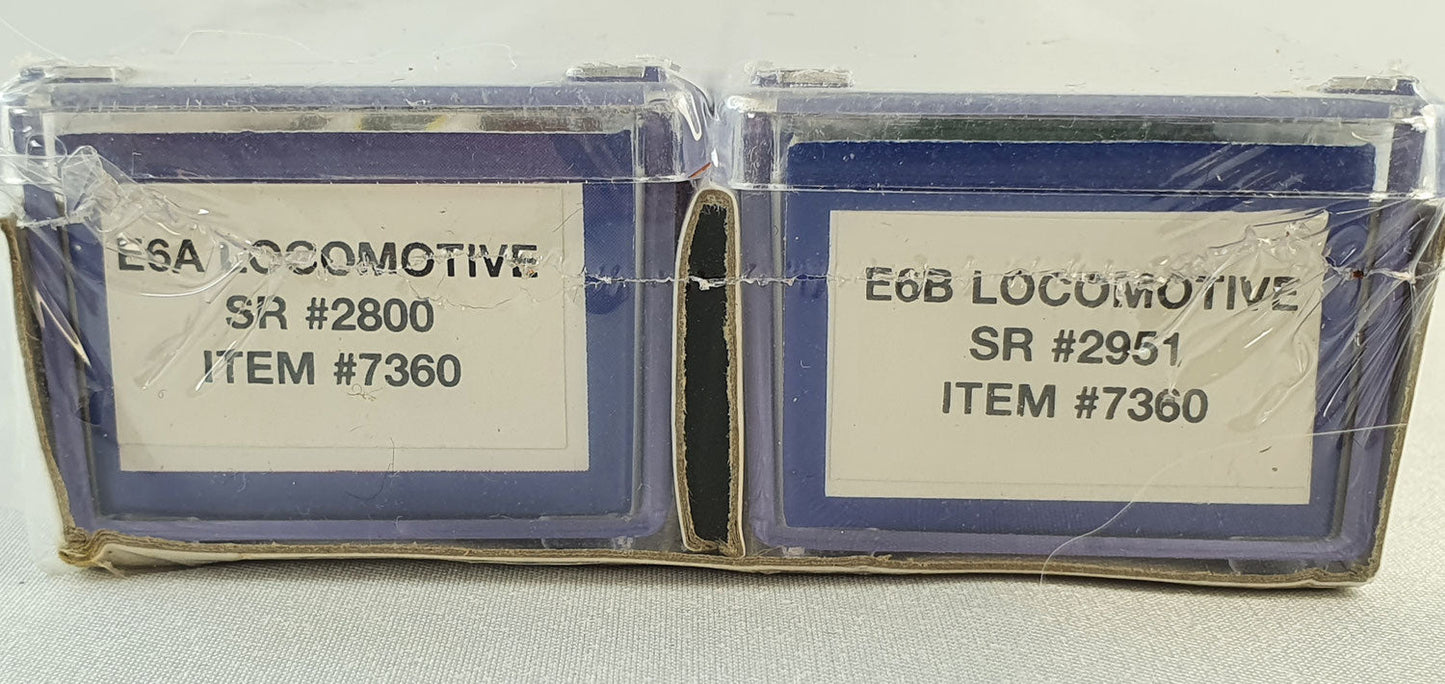 E6A LOCOMOTIVE
SR #2800
ITEM #7360
E6B LOCOMOTIVE
SR #2951
ITEM #7360